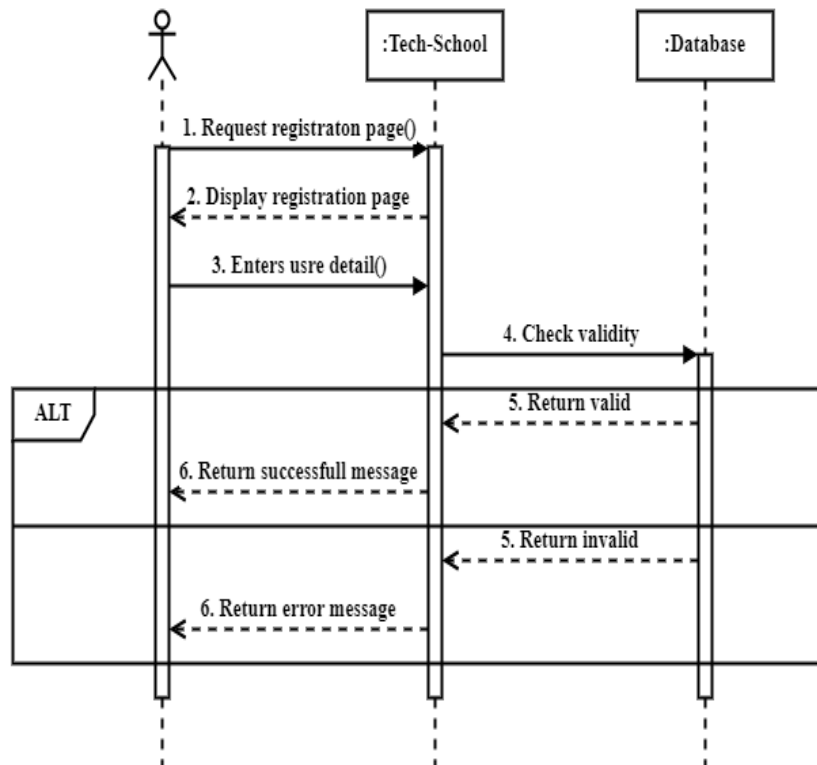 :Tech-School
:Database
1. Request registraton page()
2. Display registration page
3. Enters usre detail()
4. Check validity
ALT
5. Return valid
6. Return successfull message
5. Return invalid
6. Return error message